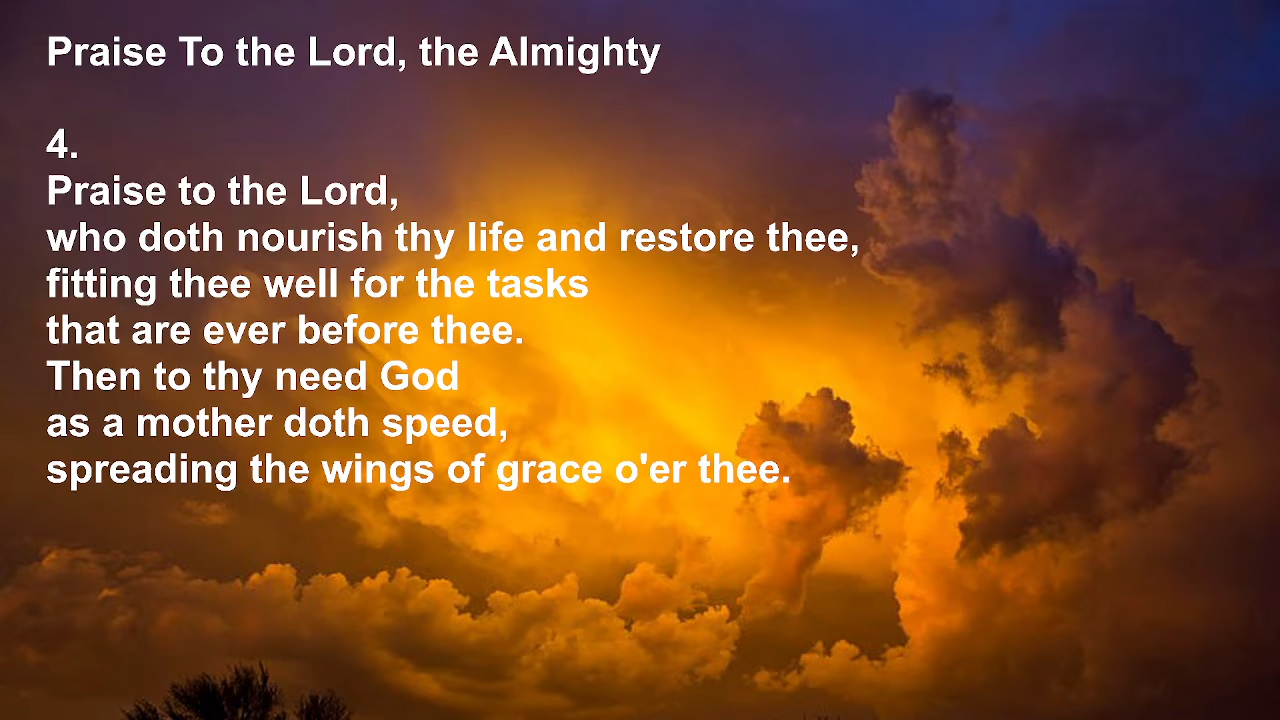 Praise To the Lord, the Almighty
4.
Praise to the Lord,
who doth nourish thy life and restore thee,
fitting thee well for the tasks
that are ever before thee.
Then to thy need God
as a mother doth speed,
spreading the wings of grace o'er thee.